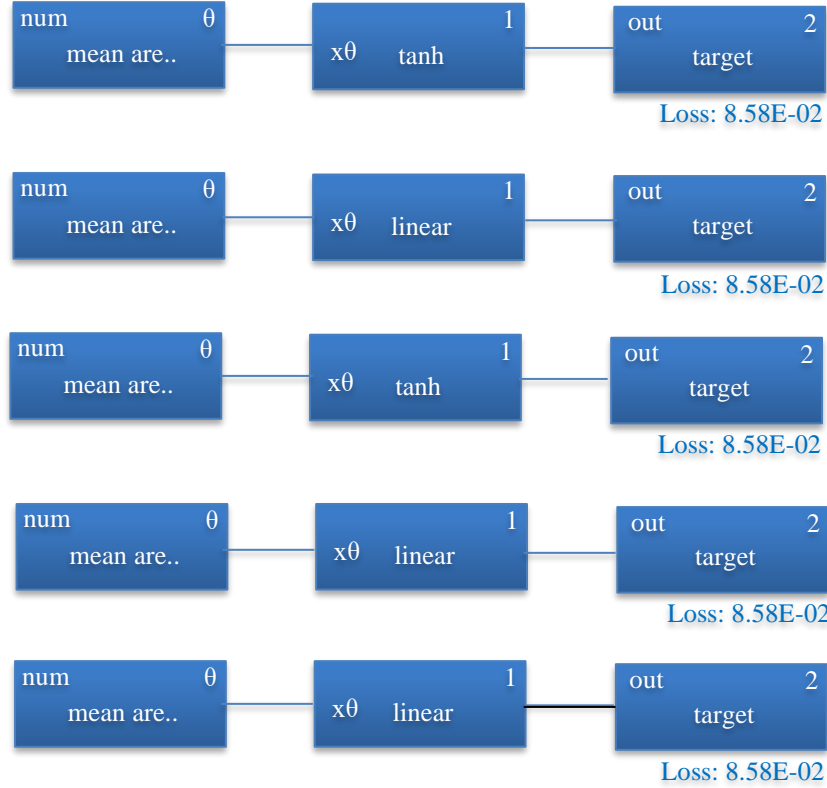 num θ 1 out 2
mean are.. xθ tanh target
Loss: 8.58E-02
num θ 1 out 2
mean are.. xθ linear target
Loss: 8.58E-02
num θ 1 out 2
mean are.. xθ tanh target
Loss: 8.58E-02
num θ 1 out 2
mean are.. xθ linear target
Loss: 8.58E-02
num θ 1 out 2
mean are.. xθ linear target
Loss: 8.58E-02